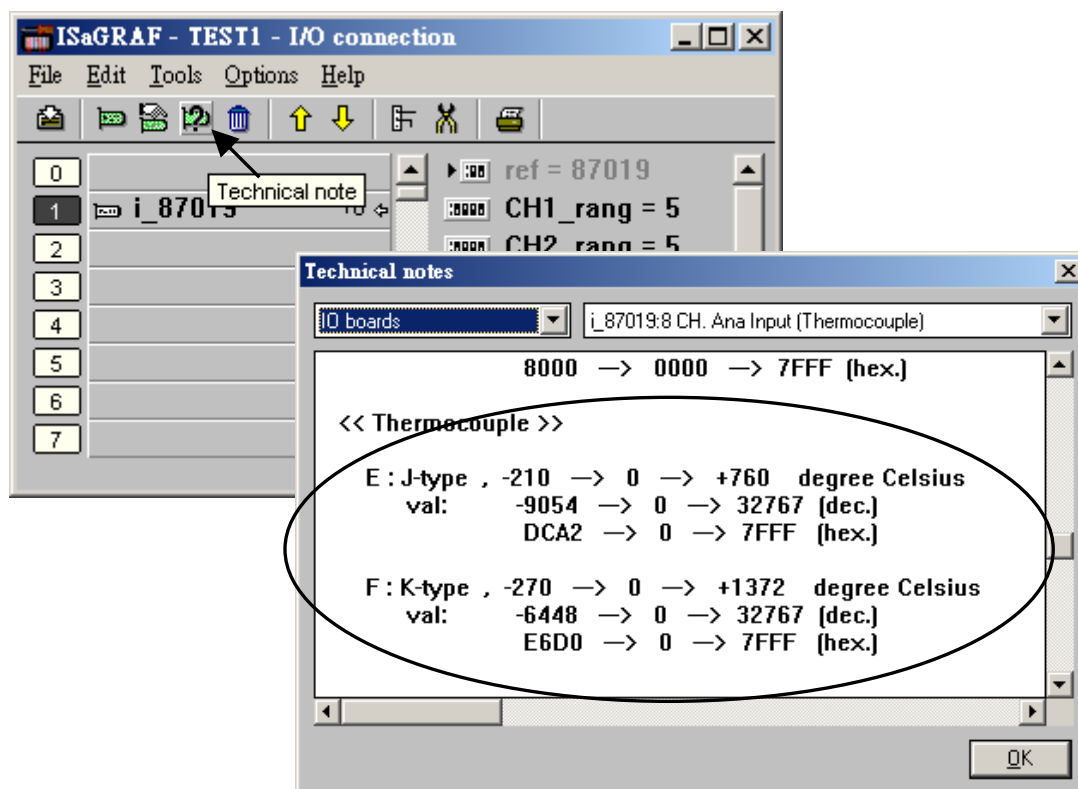 ISaGRAF - TEST1 - I/O connection
File Edit Tools Options Help
0
Technical note
1 i_87019
2
3
4
5
6
7
ref = 87019
CH1_rang = 5
CH2_rang = 5
Technical notes
IO boards
i_87019:8 CH. Ana Input (Thermocouple)
8000 —> 0000 —> 7FFF (hex.)
<< Thermocouple >>
E : J-type , -210 —> 0 —> +760 degree Celsius
val: -9054 —> 0 —> 32767 (dec.)
DCA2 —> 0 —> 7FFF (hex.)
F : K-type , -270 —> 0 —> +1372 degree Celsius
val: -6448 —> 0 —> 32767 (dec.)
E6D0 —> 0 —> 7FFF (hex.)
OK